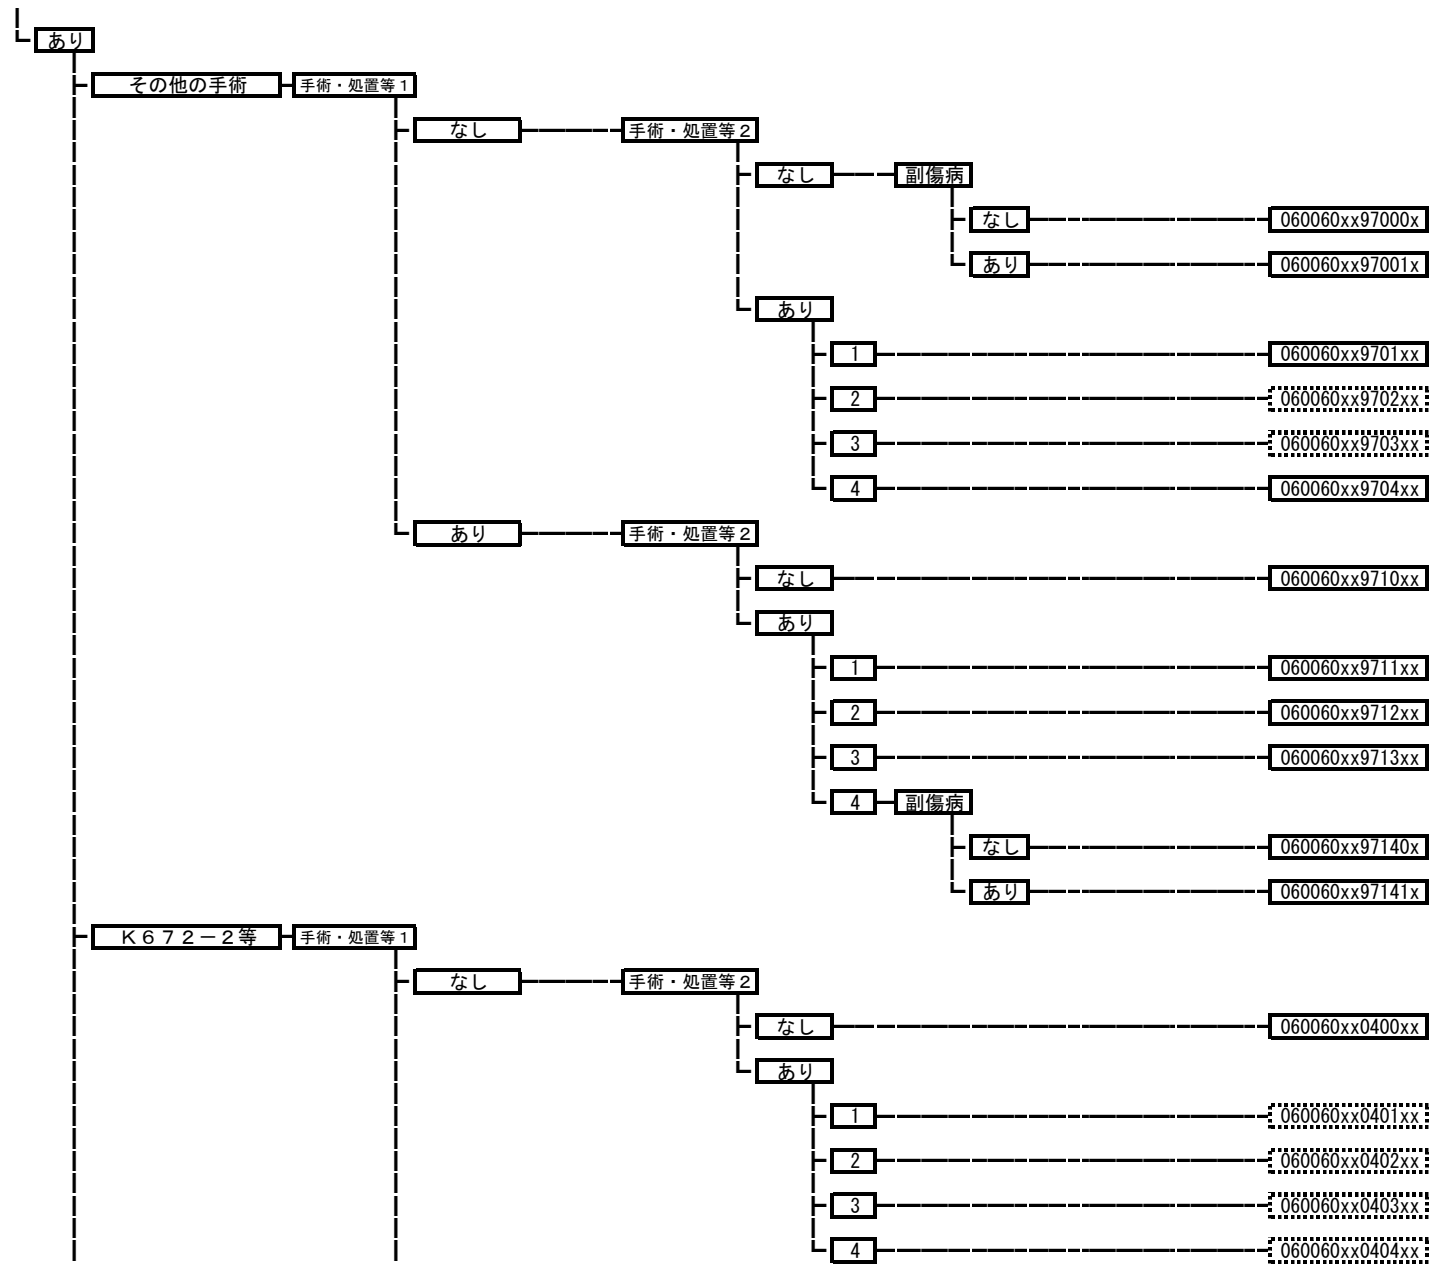 あり
その他の手術 手術・処置等1
なし 手術・処置等2
なし 副傷病
なし 060060xx97000x
あり 060060xx97001x
あり
1 060060xx9701xx
2 060060xx9702xx
3 060060xx9703xx
4 060060xx9704xx
あり 手術・処置等2
なし 060060xx9710xx
あり
1 060060xx9711xx
2 060060xx9712xx
3 060060xx9713xx
4 副傷病
なし 060060xx97140x
あり 060060xx97141x
K672-2等 手術・処置等1
なし 手術・処置等2
なし 060060xx0400xx
あり
1 060060xx0401xx
2 060060xx0402xx
3 060060xx0403xx
4 060060xx0404xx